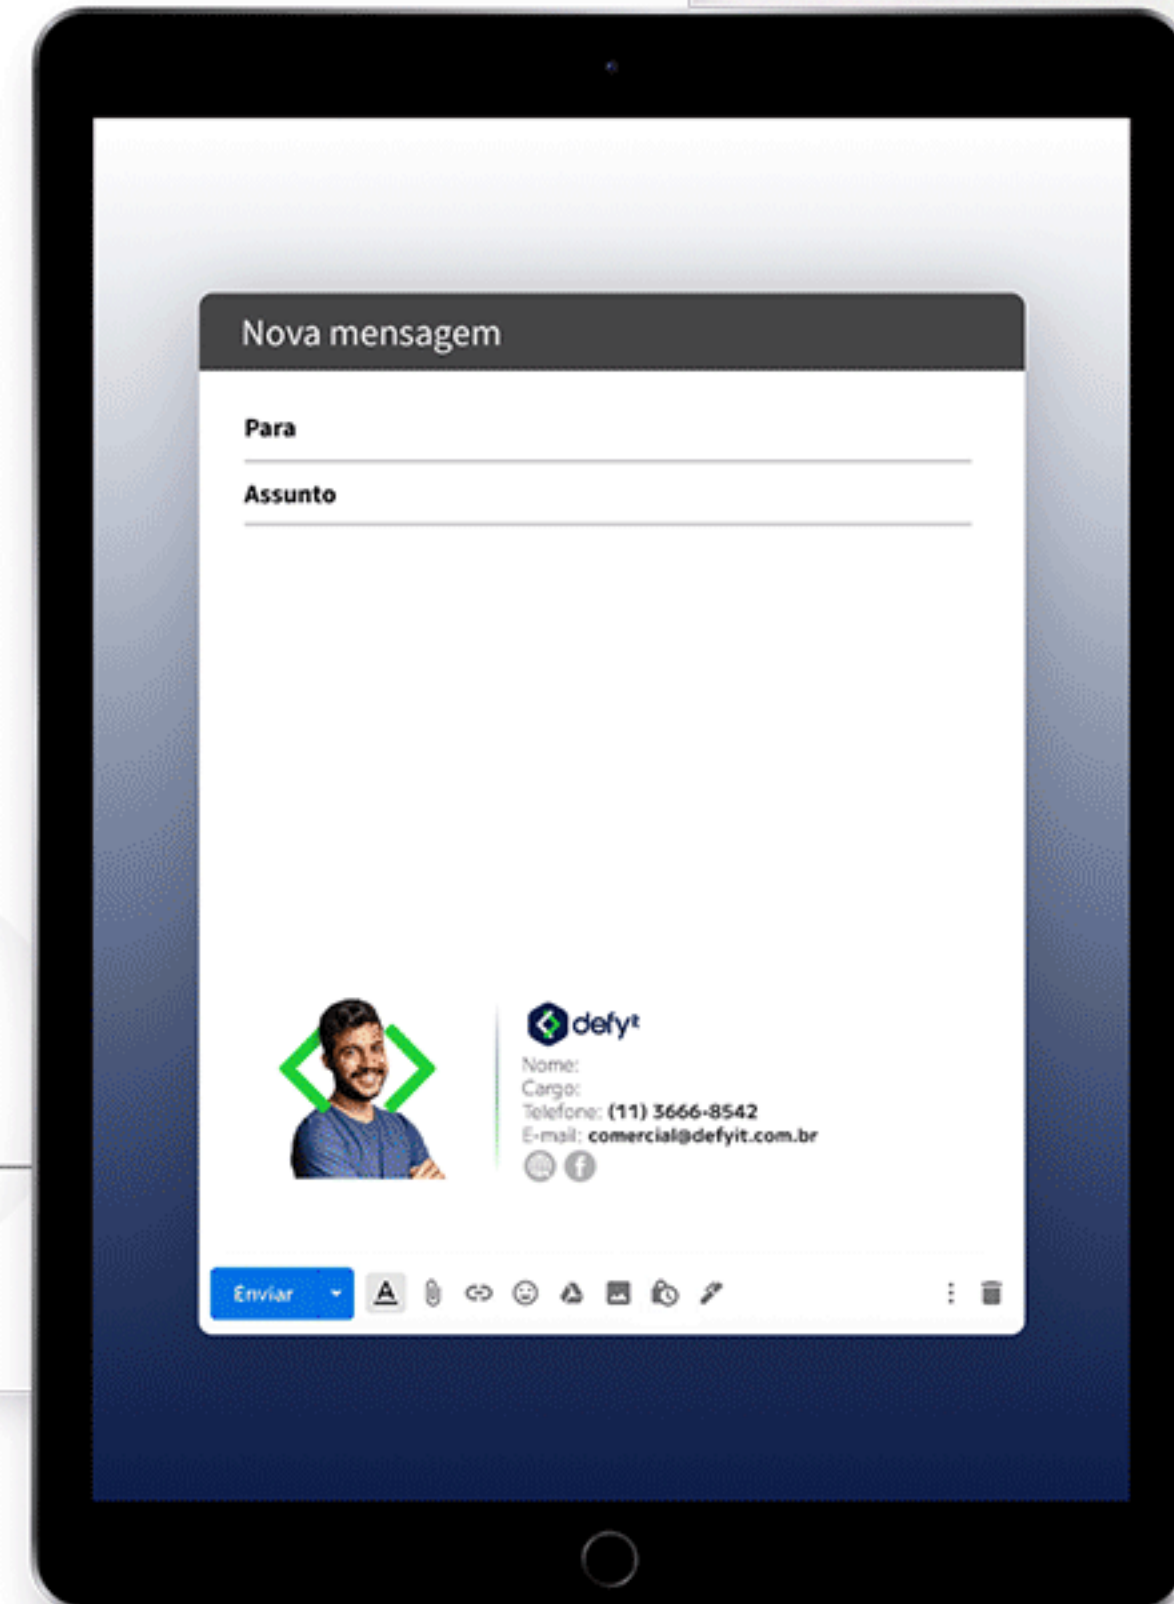 Nova mensagem
Para
Assunto
defyit
Nome:
Cargo:
Telefone: (11) 3666-8542
E-mail: comercial@defyit.com.br
Enviar